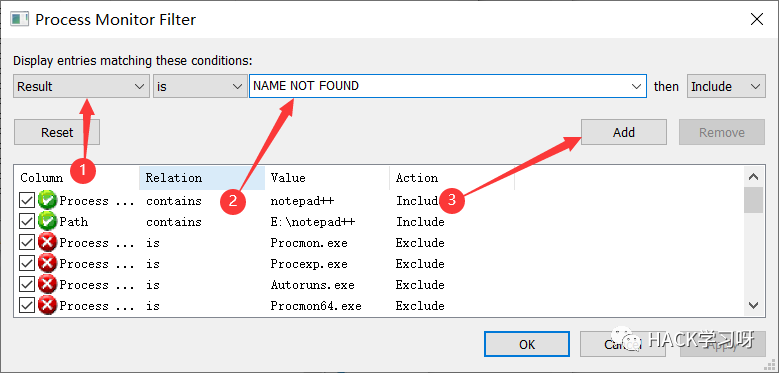 Process Monitor Filter
Display entries matching these conditions:
Result is NAME NOT FOUND then Include
Reset Add Remove
1 2 3
Column Relation Value Action
Process ... contains notepad++ Include
Path contains E:\notepad++ Include
Process ... is Procmon.exe Exclude
Process ... is Procexp.exe Exclude
Process ... is Autoruns.exe Exclude
Process ... is Procmon64.exe Exclude
OK Cancel Apply
HACK学习呀